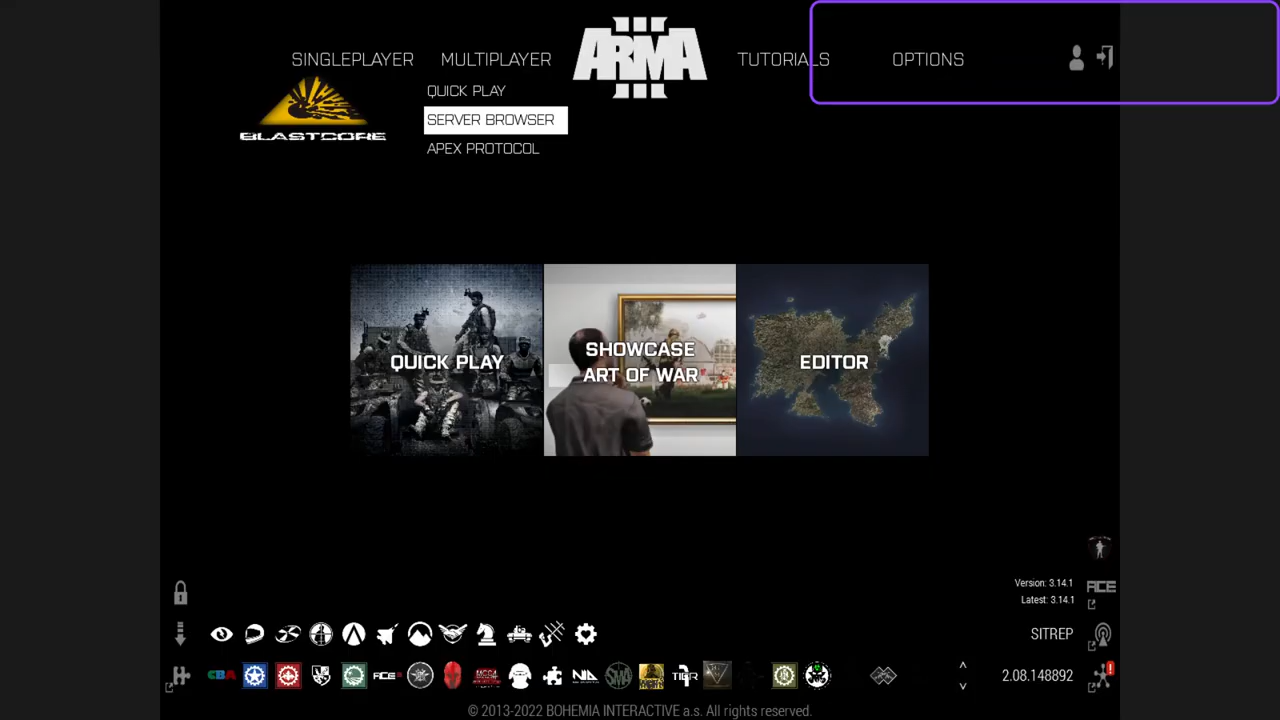 SINGLEPLAYER
MULTIPLAYER
ARMA
TUTORIALS
OPTIONS
BLASTCORE
QUICK PLAY
SERVER BROWSER
APEX PROTOCOL
QUICK PLAY
SHOWCASE
ART OF WAR
EDITOR
Version: 3.14.1
Latest: 3.14.1
ACE
SITREP
CBA
ACE
TIER
2.08.148892
© 2013-2022 BOHEMIA INTERACTIVE a.s. All rights reserved.